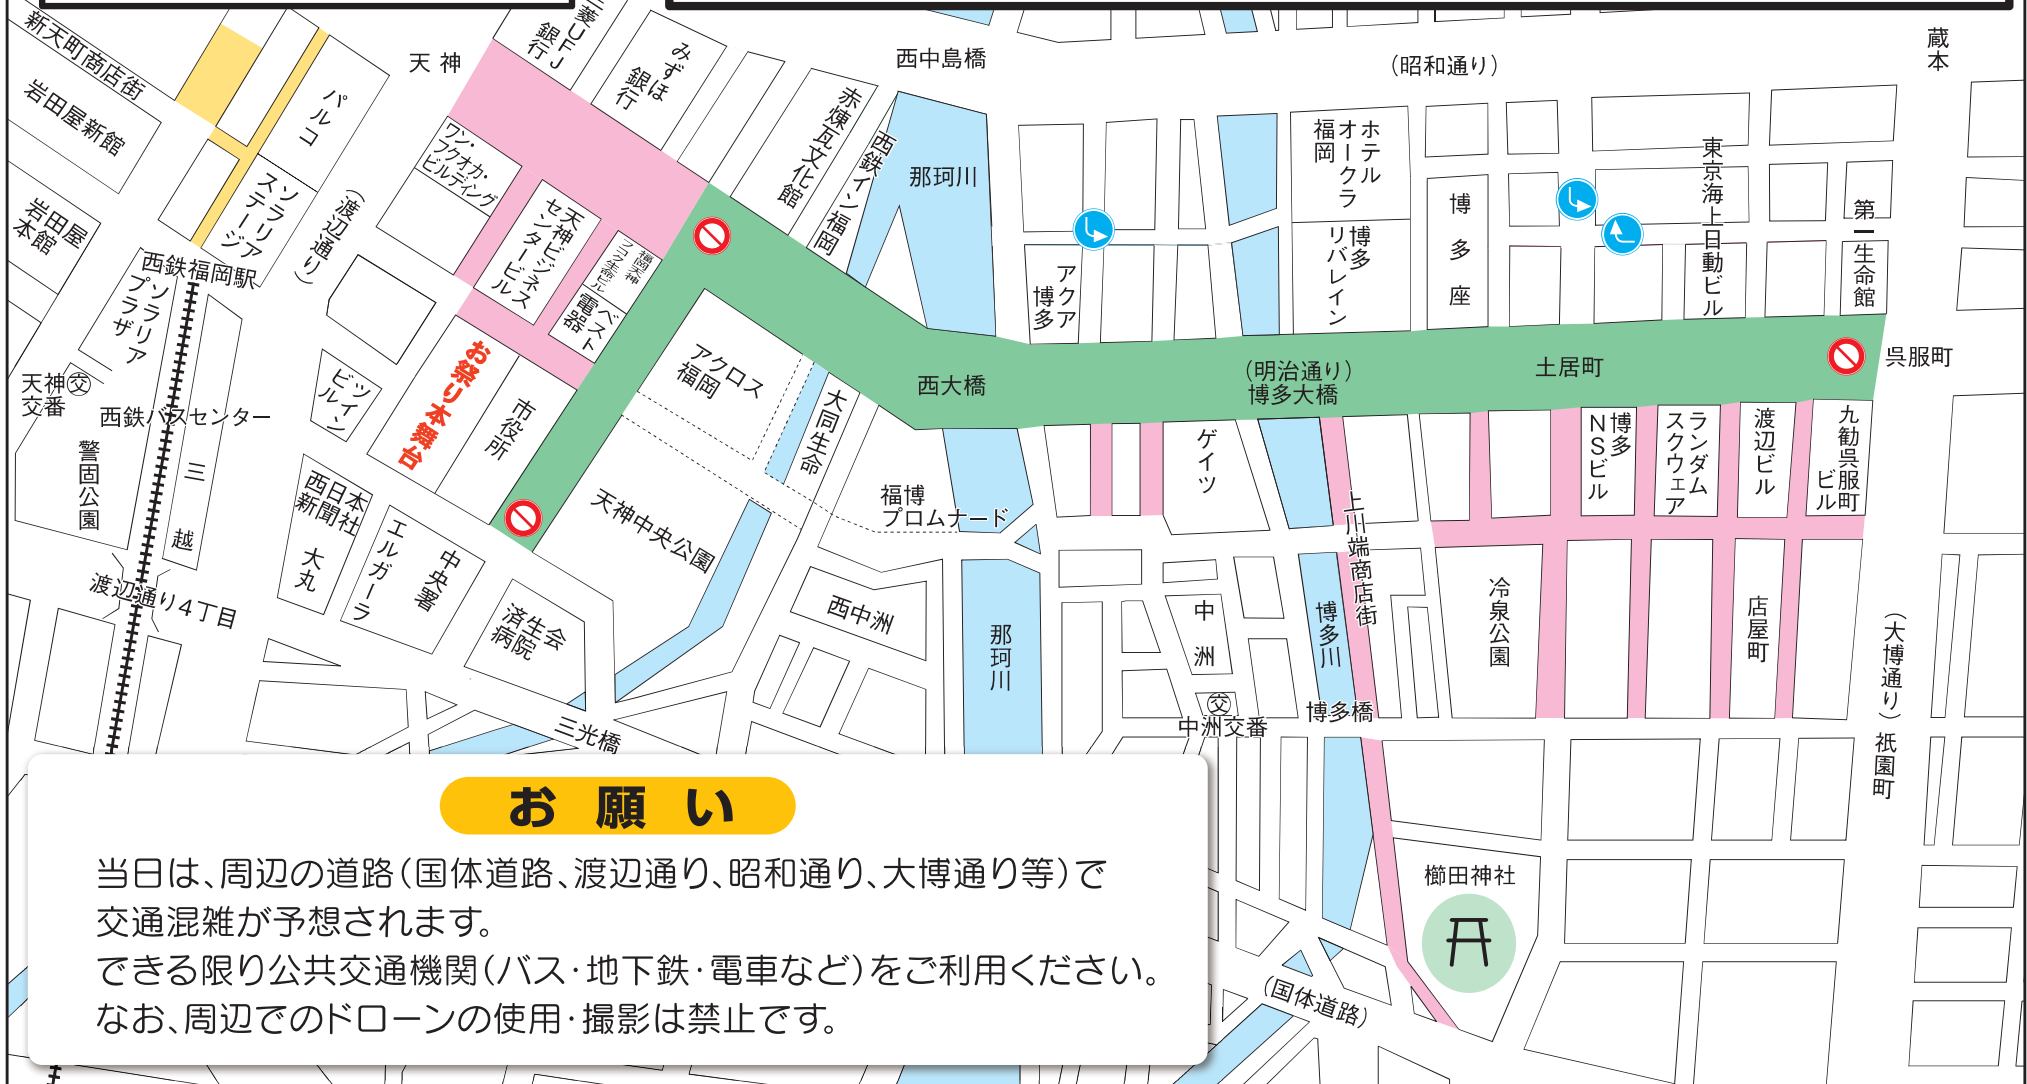 新天町商店街
岩田屋新館
岩田屋
本館
パルコ
ソラリア
ステージ
(渡辺通り)
西鉄福岡駅
ソラリア
プラザ
天神交番
交
西鉄バスセンター
警固公園
三越
渡辺通り4丁目
天神
三菱UFJ
銀行
みずほ
銀行
赤煉瓦文化館
西鉄イン福岡
ワン・
フクオカ・
ビルディング
天神ビジネス
センタービル
福岡天神
フコク生命ビル
ベスト
電器
お祭り本舞台
市役所
ツイン
ビル
西日本
新聞社
大丸
エルガーラ
中央署
済生会
病院
アクロス
福岡
天神中央公園
大同生命
三光橋
西中島橋
那珂川
西大橋
福博
プロムナード
西中洲
那珂川
(昭和通り)
蔵本
アクア
博多
ホテル
オークラ
福岡
博多
リバレイン
博多座
東京海上日動ビル
第一生命館
(明治通り)
博多大橋
土居町
呉服町
ゲイツ
上川端商店街
博多
NSビル
ランダム
スクウェア
渡辺ビル
九勧呉服町
ビル
中洲
交
中洲交番
博多川
博多橋
冷泉公園
店屋町
(大博通り)
祇園町
櫛田神社
(国体道路)
お願い
当日は、周辺の道路(国体道路、渡辺通り、昭和通り、大博通り等)で
交通混雑が予想されます。
できる限り公共交通機関(バス・地下鉄・電車など)をご利用ください。
なお、周辺でのドローンの使用・撮影は禁止です。